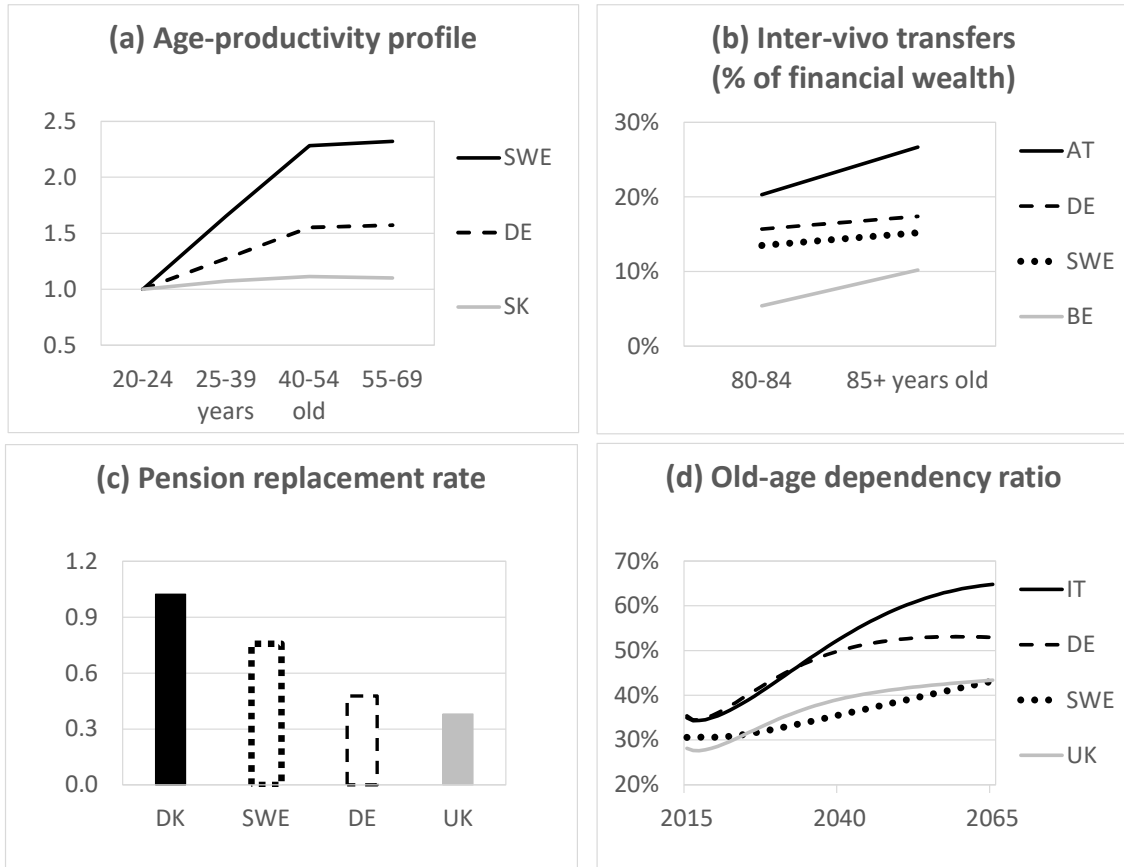 (a) Age-productivity profile
2.5
2.0
1.5
1.0
0.5
20-24 25-39 40-54 55-69
years old
SWE
DE
SK
(b) Inter-vivo transfers
(% of financial wealth)
30%
20%
10%
0%
80-84 85+ years old
AT
DE
SWE
BE
(c) Pension replacement rate
1.2
0.9
0.6
0.3
0.0
DK SWE DE UK
(d) Old-age dependency ratio
70%
60%
50%
40%
30%
20%
2015 2040 2065
IT
DE
SWE
UK